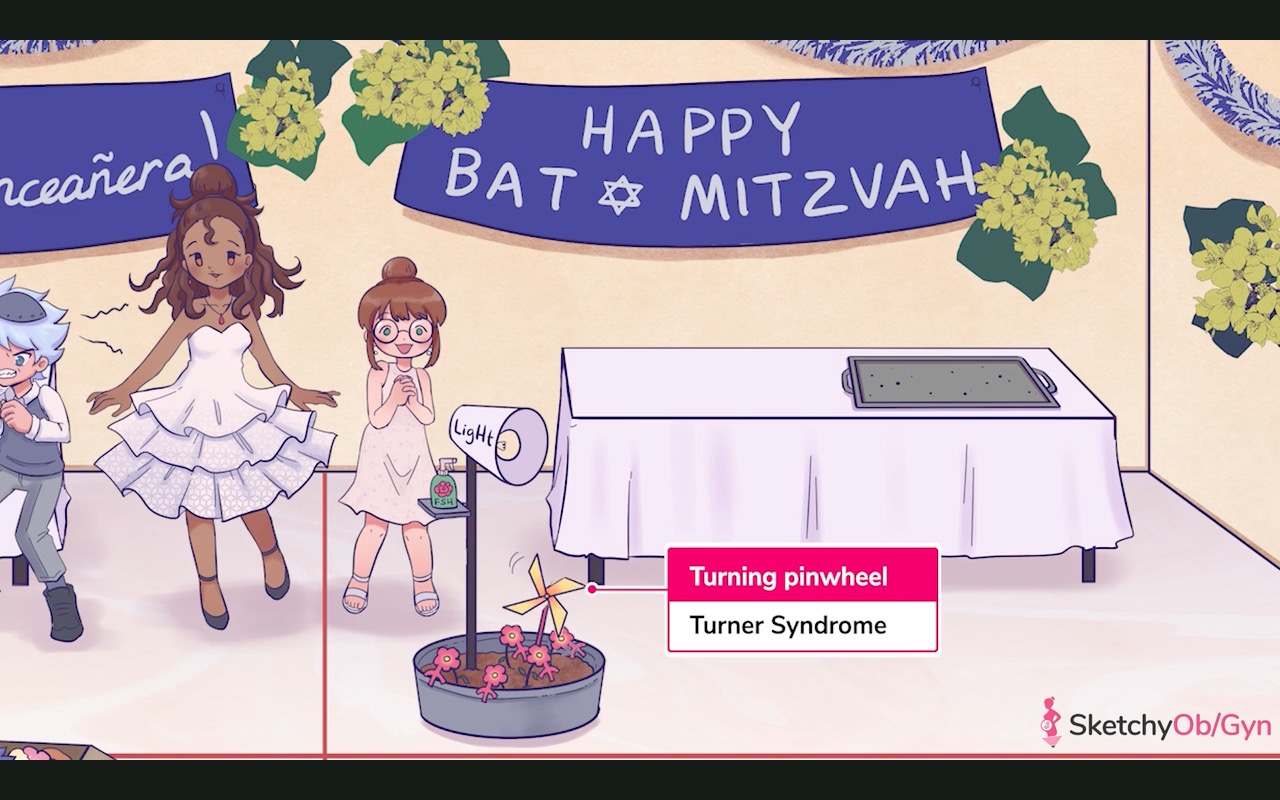 nceañera!
HAPPY
BAT ✡ MITZVAH
LigHt
FSH
Turning pinwheel
Turner Syndrome
SketchyOb/Gyn